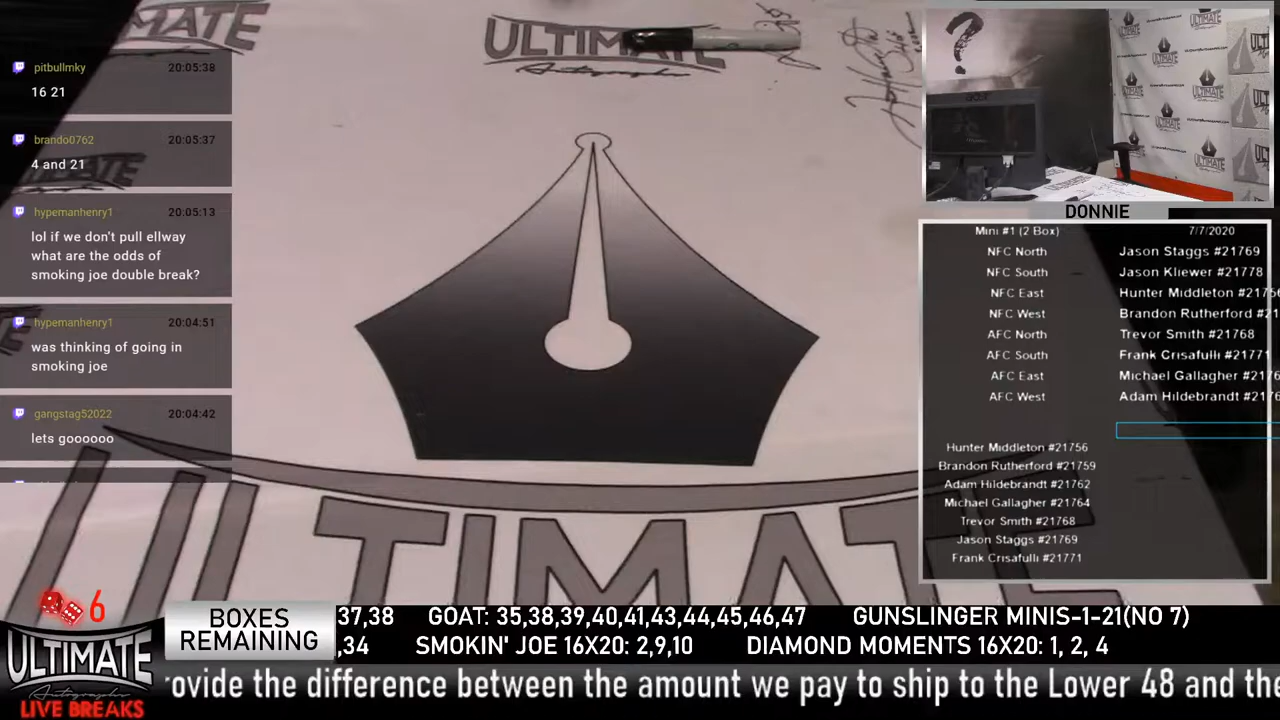 ULTIMATE
pitbullmky 20:05:38
16 21
brando0762 20:05:37
4 and 21
hypemanhenry1 20:05:13
lol if we don't pull ellway
what are the odds of
smoking joe double break?
hypemanhenry1 20:04:51
was thinking of going in
smoking joe
gangstag52022 20:04:42
lets goooooo
DONNIE
Mini #1 (2 Box) 7/7/2020
NFC North Jason Staggs #21769
NFC South Jason Kliewer #21778
NFC East Hunter Middleton #21756
NFC West Brandon Rutherford #21
AFC North Trevor Smith #21768
AFC South Frank Crisafulli #21771
AFC East Michael Gallagher #2176
AFC West Adam Hildebrandt #2176
Hunter Middleton #21756
Brandon Rutherford #21759
Adam Hildebrandt #21762
Michael Gallagher #21764
Trevor Smith #21768
Jason Staggs #21769
Frank Crisafulli #21771
ULTIMATE
6
ULTIMATE
Autographs
LIVE BREAKS
BOXES
REMAINING
37,38 GOAT: 35,38,39,40,41,43,44,45,46,47 GUNSLINGER MINIS-1-21(NO 7)
,34 SMOKIN' JOE 16X20: 2,9,10 DIAMOND MOMENTS 16X20: 1, 2, 4
rovide the difference between the amount we pay to ship to the Lower 48 and the